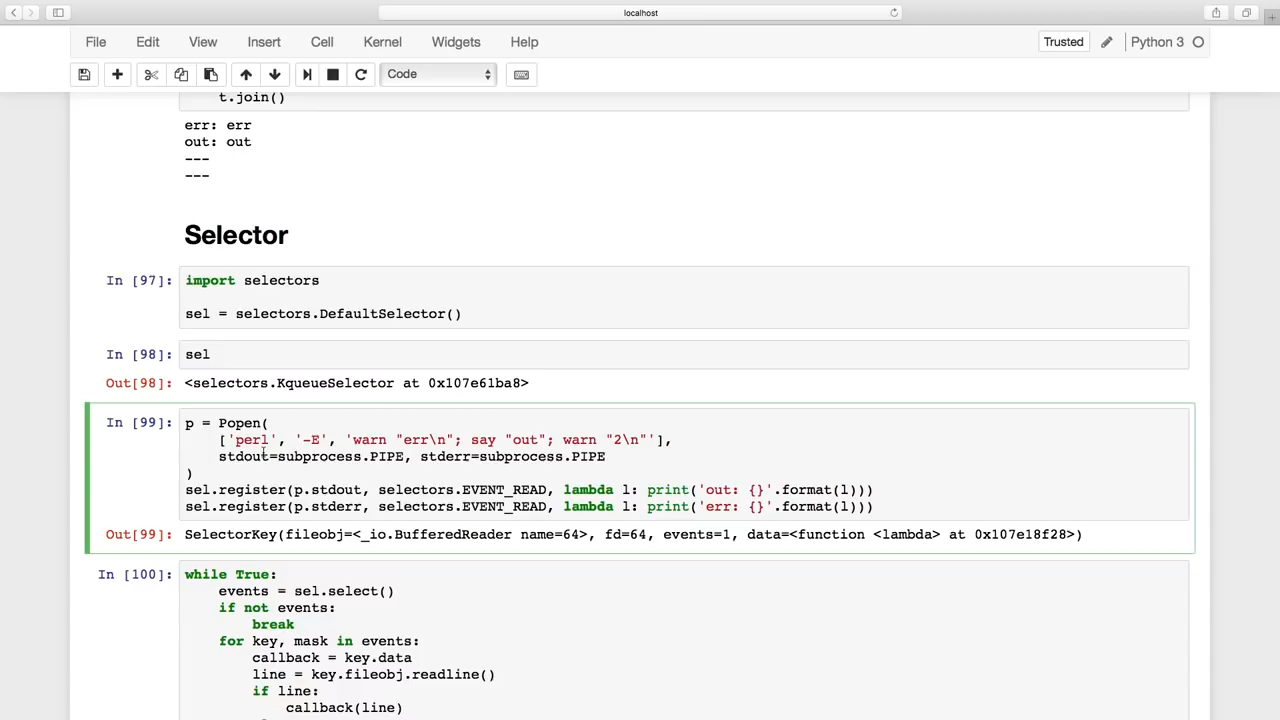 localhost
File Edit View Insert Cell Kernel Widgets Help Trusted Python 3
Code
t.join()
err: err
out: out
---
---
Selector
In [97]: import selectors
sel = selectors.DefaultSelector()
In [98]: sel
Out[98]: <selectors.KqueueSelector at 0x107e61ba8>
In [99]: p = Popen(
['perl', '-E', 'warn "err\n"; say "out"; warn "2\n"'],
stdout=subprocess.PIPE, stderr=subprocess.PIPE
)
sel.register(p.stdout, selectors.EVENT_READ, lambda l: print('out: {}'.format(l)))
sel.register(p.stderr, selectors.EVENT_READ, lambda l: print('err: {}'.format(l)))
Out[99]: SelectorKey(fileobj=<_io.BufferedReader name=64>, fd=64, events=1, data=<function <lambda> at 0x107e18f28>)
In [100]: while True:
events = sel.select()
if not events:
break
for key, mask in events:
callback = key.data
line = key.fileobj.readline()
if line:
callback(line)